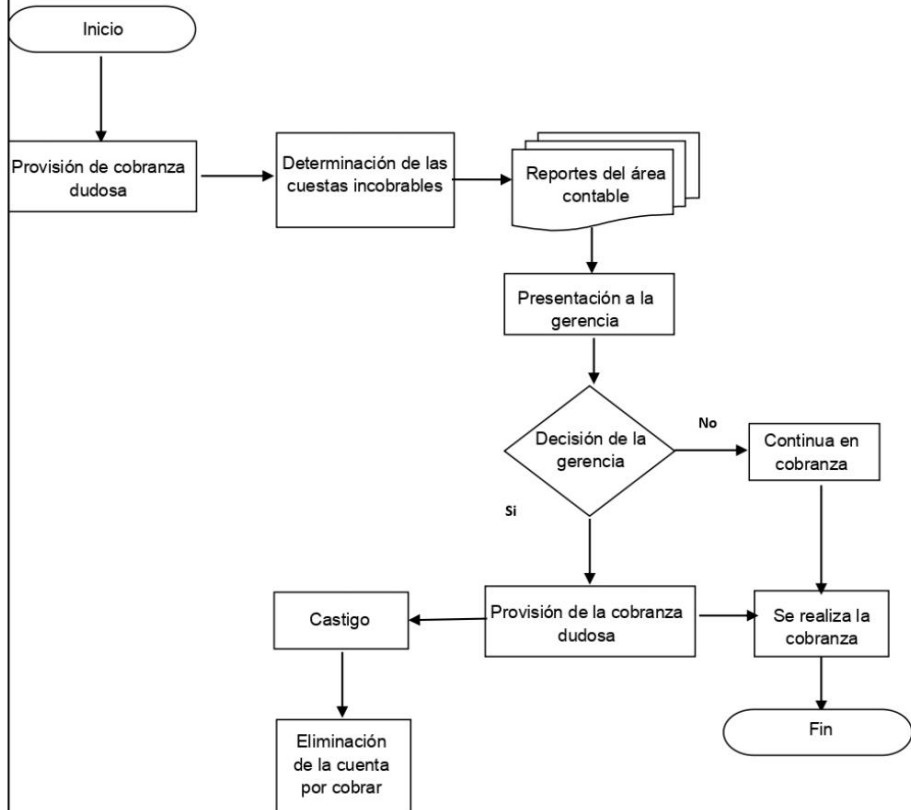 Inicio
Provisión de cobranza
dudosa
Determinación de las
cuestas incobrables
Reportes del área
contable
Presentación a la
gerencia
Decisión de la
gerencia
No
Continua en
cobranza
Si
Provisión de la cobranza
dudosa
Castigo
Se realiza la
cobranza
Eliminación
de la cuenta
por cobrar
Fin